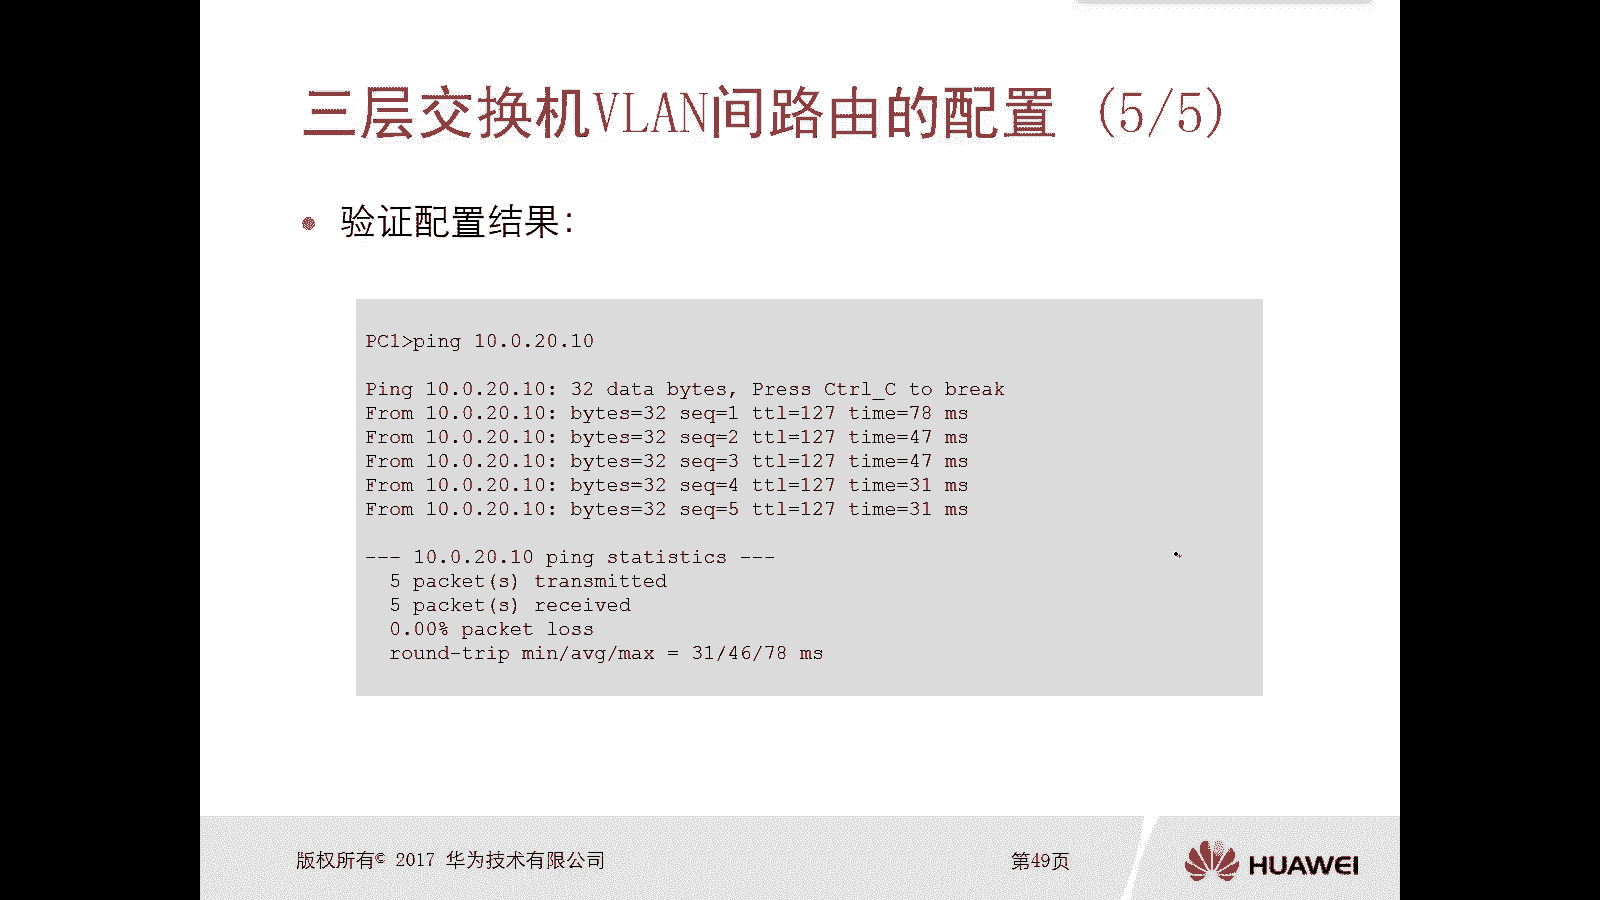 三层交换机VLAN间路由的配置 (5/5)
验证配置结果:
PC1>ping 10.0.20.10
Ping 10.0.20.10: 32 data bytes, Press Ctrl_C to break
From 10.0.20.10: bytes=32 seq=1 ttl=127 time=78 ms
From 10.0.20.10: bytes=32 seq=2 ttl=127 time=47 ms
From 10.0.20.10: bytes=32 seq=3 ttl=127 time=47 ms
From 10.0.20.10: bytes=32 seq=4 ttl=127 time=31 ms
From 10.0.20.10: bytes=32 seq=5 ttl=127 time=31 ms
--- 10.0.20.10 ping statistics ---
5 packet(s) transmitted
5 packet(s) received
0.00% packet loss
round-trip min/avg/max = 31/46/78 ms
版权所有© 2017 华为技术有限公司
第49页
HUAWEI